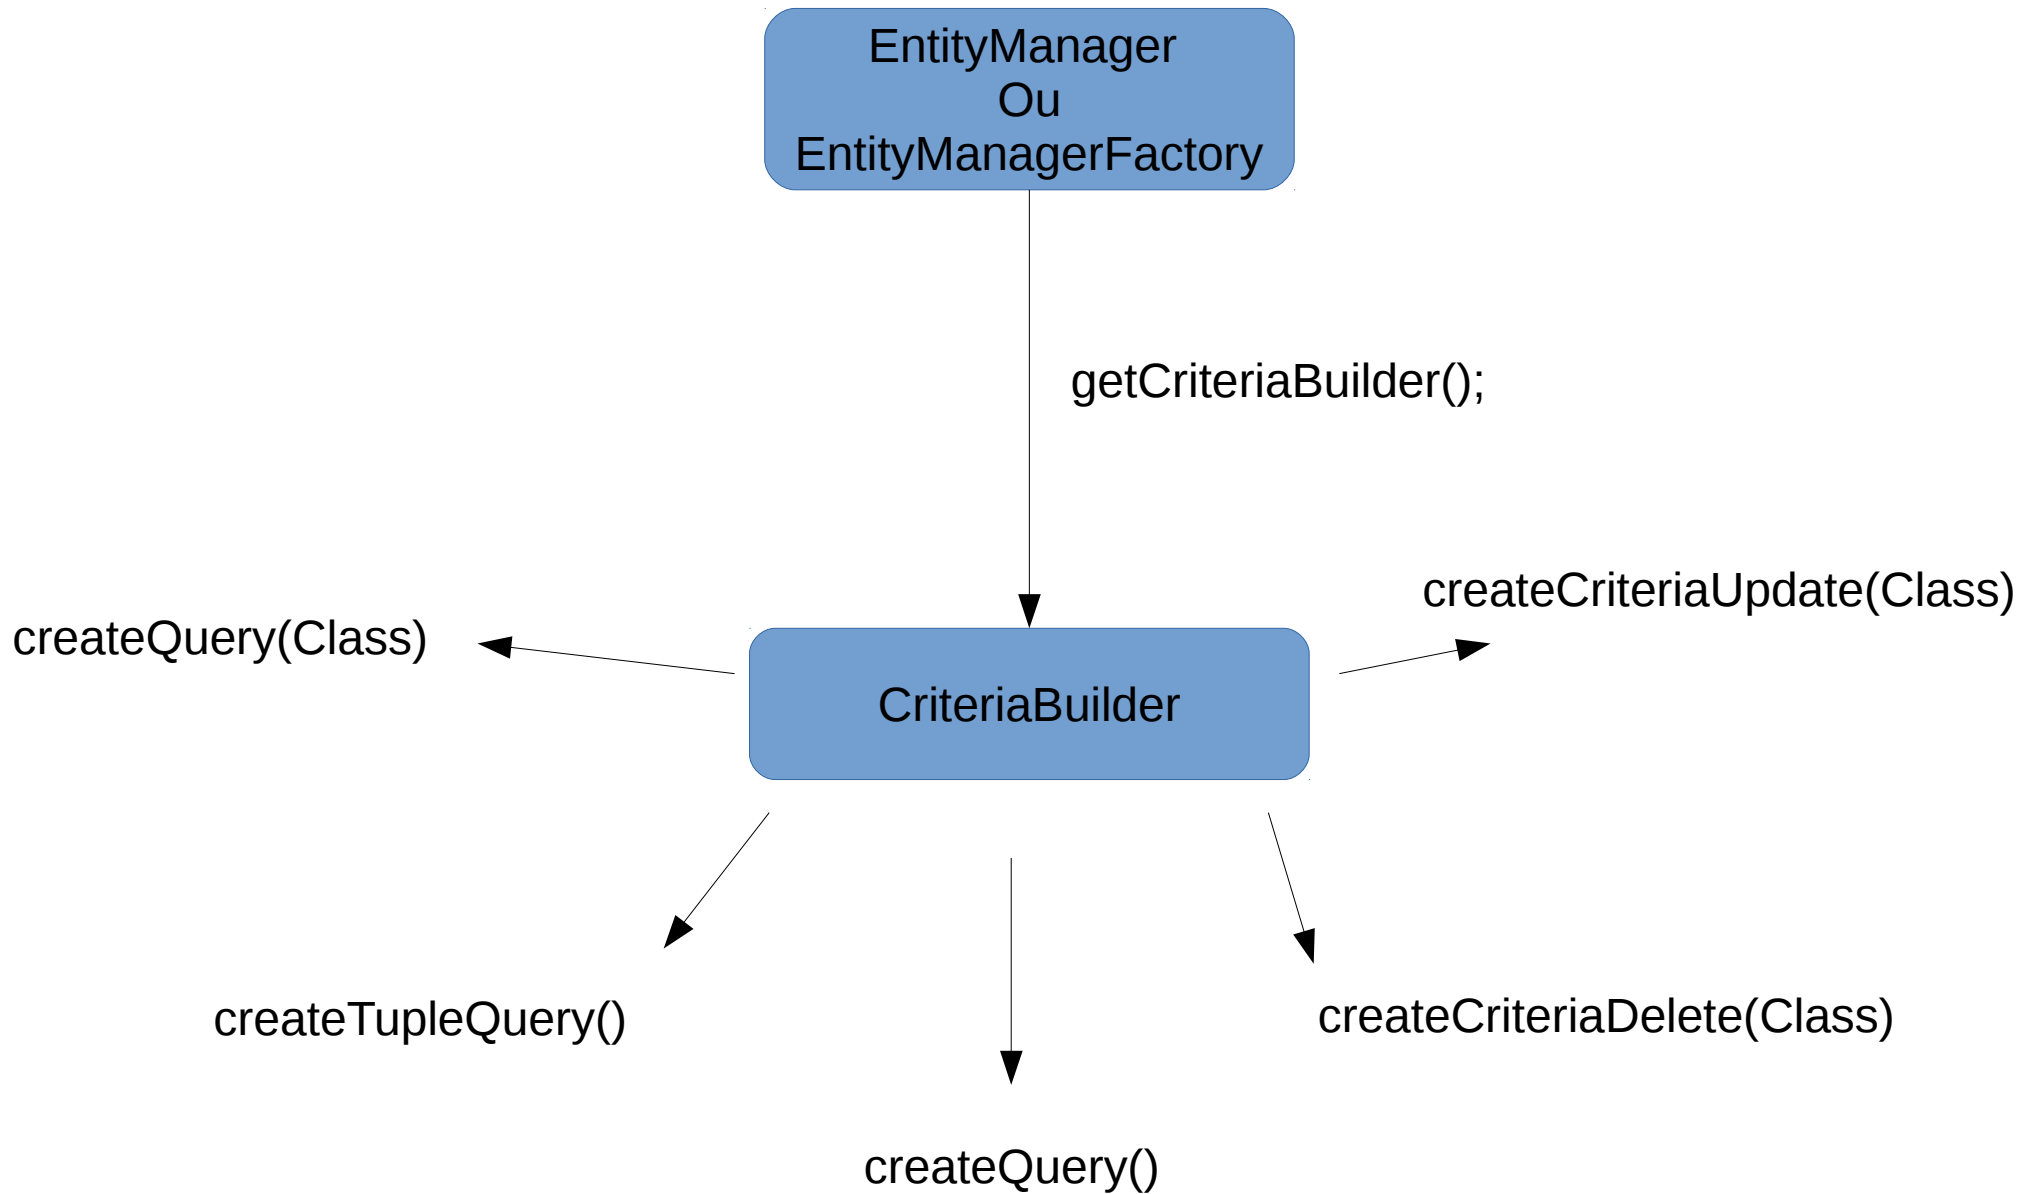 EntityManager
Ou
EntityManagerFactory
getCriteriaBuilder();
createCriteriaUpdate(Class)
createQuery(Class)
CriteriaBuilder
createTupleQuery()
createCriteriaDelete(Class)
createQuery()